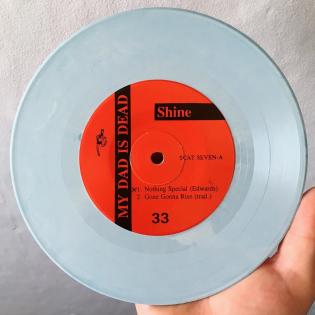 MY DAD IS DEAD
Shine
SCAT SEVEN-A
1. Nothing Special (Edwards)
2. Gone Gonna Rise (trad.)
33